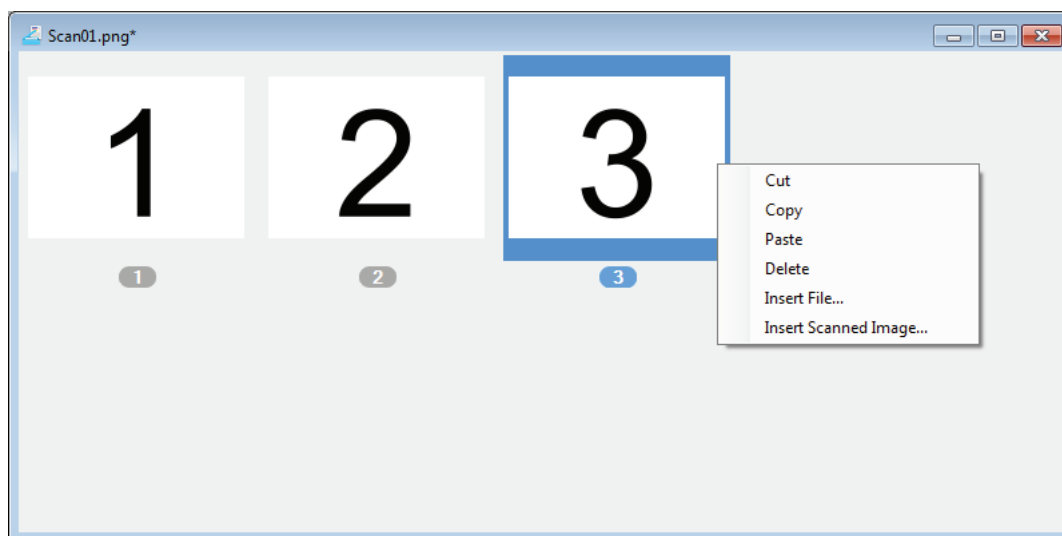 Scan01.png*
1 2 3
1 2 3
Cut
Copy
Paste
Delete
Insert File...
Insert Scanned Image...